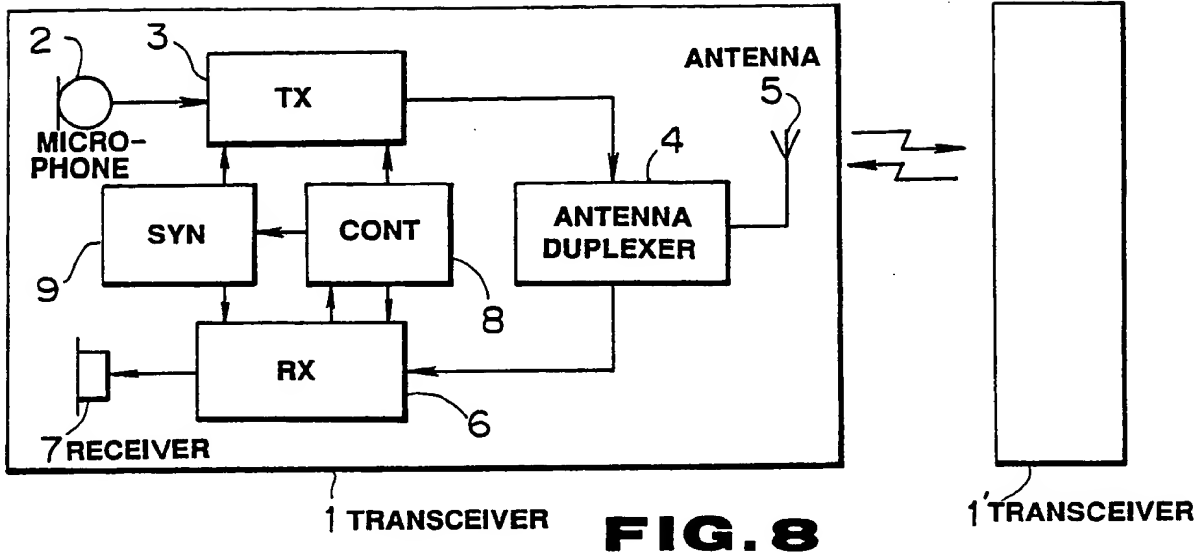 2
3
TX
ANTENNA
5
MICRO-
PHONE
4
SYN
CONT
ANTENNA
DUPLEXER
9
8
RX
6
7 RECEIVER
1 TRANSCEIVER
1' TRANSCEIVER
FIG. 8